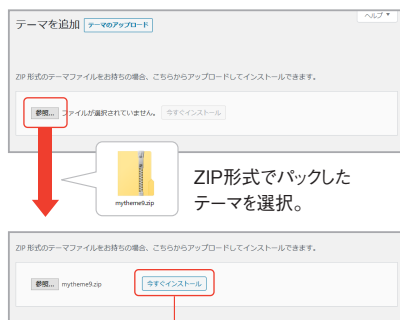 ヘルプ ▼
テーマを追加 テーマのアップロード
ZIP 形式のテーマファイルをお持ちの場合、こちらからアップロードしてインストールできます。
参照... ファイルが選択されていません。 今すぐインストール
mytheme9.zip
ZIP形式でパックした
テーマを選択。
ZIP 形式のテーマファイルをお持ちの場合、こちらからアップロードしてインストールできます。
参照... mytheme9.zip 今すぐインストール